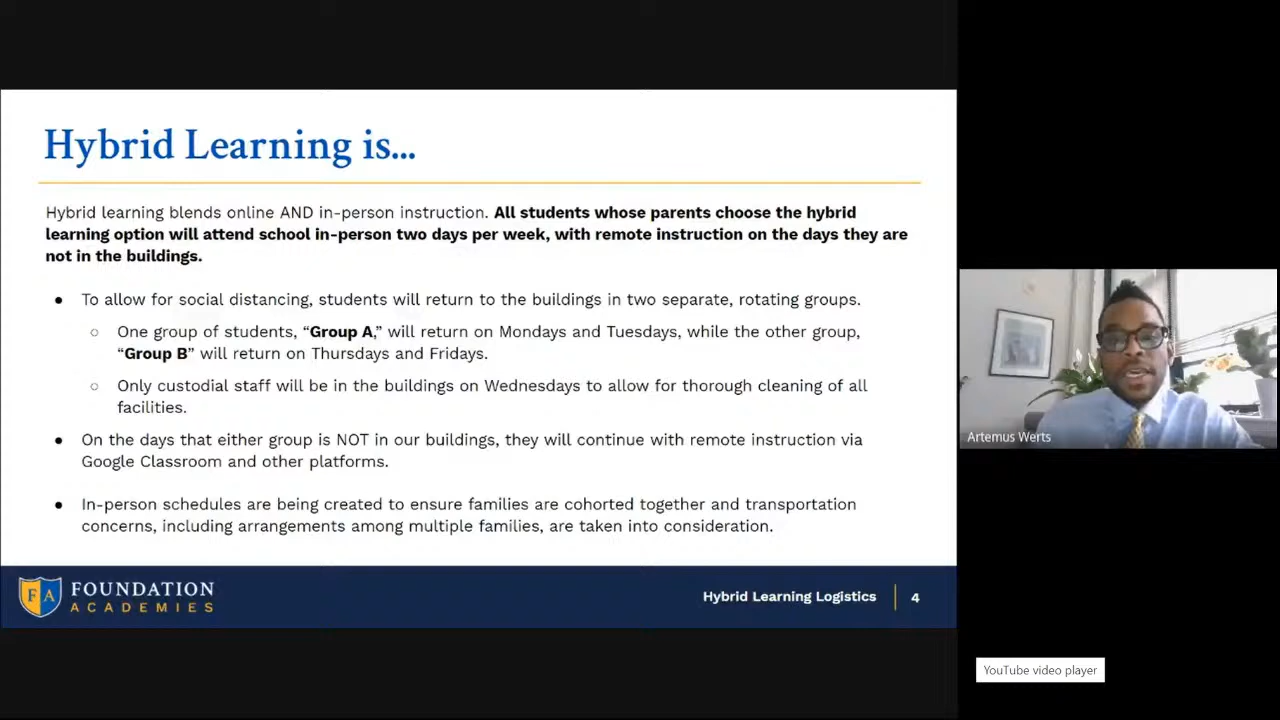 Hybrid Learning is...
Hybrid learning blends online AND in-person instruction. All students whose parents choose the hybrid
learning option will attend school in-person two days per week, with remote instruction on the days they are
not in the buildings.
● To allow for social distancing, students will return to the buildings in two separate, rotating groups.
○ One group of students, “Group A,” will return on Mondays and Tuesdays, while the other group,
“Group B” will return on Thursdays and Fridays.
○ Only custodial staff will be in the buildings on Wednesdays to allow for thorough cleaning of all
facilities.
● On the days that either group is NOT in our buildings, they will continue with remote instruction via
Google Classroom and other platforms.
● In-person schedules are being created to ensure families are cohorted together and transportation
concerns, including arrangements among multiple families, are taken into consideration.
FA FOUNDATION
ACADEMIES
Hybrid Learning Logistics | 4
Artemus Werts
YouTube video player